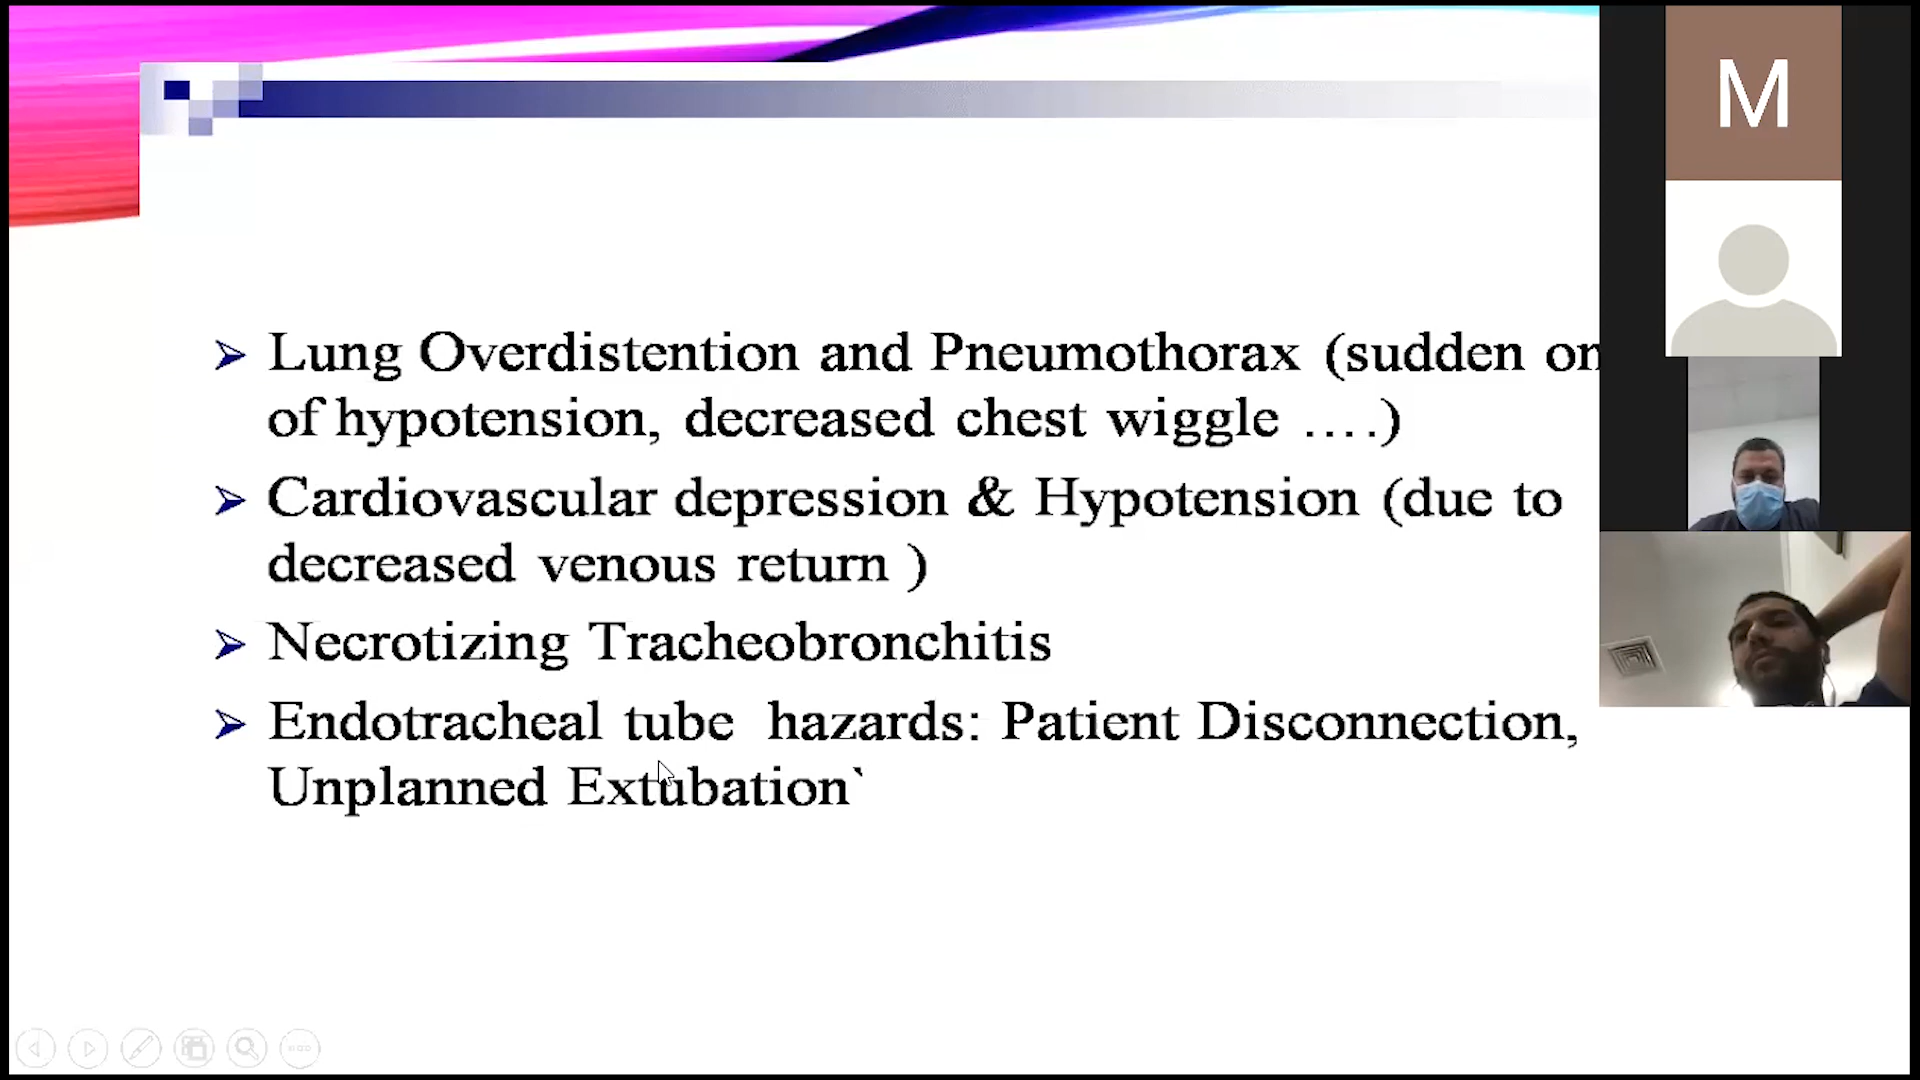 M
Lung Overdistention and Pneumothorax (sudden on
of hypotension, decreased chest wiggle ....)
Cardiovascular depression & Hypotension (due to
decreased venous return )
Necrotizing Tracheobronchitis
Endotracheal tube hazards: Patient Disconnection,
Unplanned Extubation`